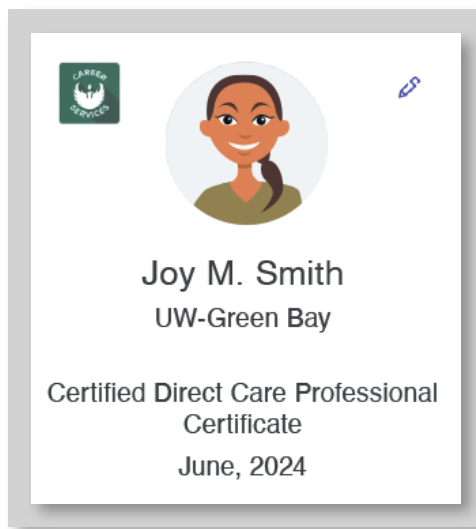 CAREER
SERVICES
Joy M. Smith
UW-Green Bay
Certified Direct Care Professional
Certificate
June, 2024